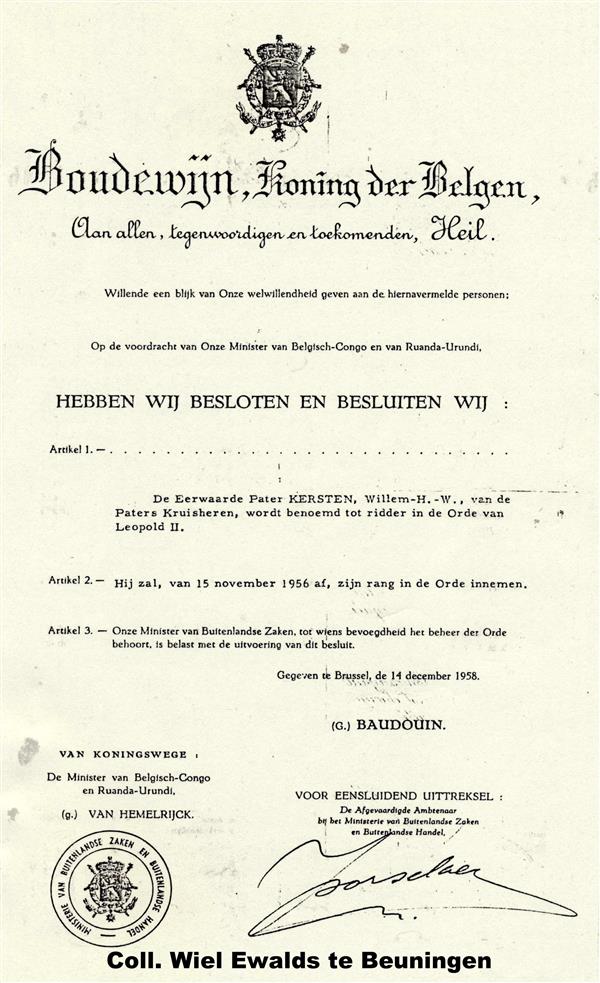 Boudewijn, Koning der Belgen,
Aan allen, tegenwoordigen en toekomenden, Heil.
Willende een blijk van Onze welwillendheid geven aan de hiernavermelde personen;
Op de voordracht van Onze Minister van Belgisch-Congo en van Ruanda-Urundi,
HEBBEN WIJ BESLOTEN EN BESLUITEN WIJ :
Artikel 1. — . . . . . . . . . . . . . . . . . . . . . . . . . . . . .
De Eerwaarde Pater KERSTEN, Willem-H.-W., van de
Paters Kruisheren, wordt benoemd tot ridder in de Orde van
Leopold II.
Artikel 2. — Hij zal, van 15 november 1956 af, zijn rang in de Orde innemen.
Artikel 3. — Onze Minister van Buitenlandse Zaken, tot wiens bevoegdheid het beheer der Orde
behoort, is belast met de uitvoering van dit besluit.
Gegeven te Brussel, de 14 december 1958.
(G.) BAUDOUIN.
VAN KONINGSWEGE :
De Minister van Belgisch-Congo
en Ruanda-Urundi,
(g.) VAN HEMELRIJCK.
VOOR EENSLUIDEND UITTREKSEL :
De Afgevaardigde Ambtenaar
bij het Ministerie van Buitenlandse Zaken
en Buitenlandse Handel,
MINISTERIE VAN BUITENLANDSE ZAKEN EN BUITENLANDSE HANDEL
Coll. Wiel Ewalds te Beuningen